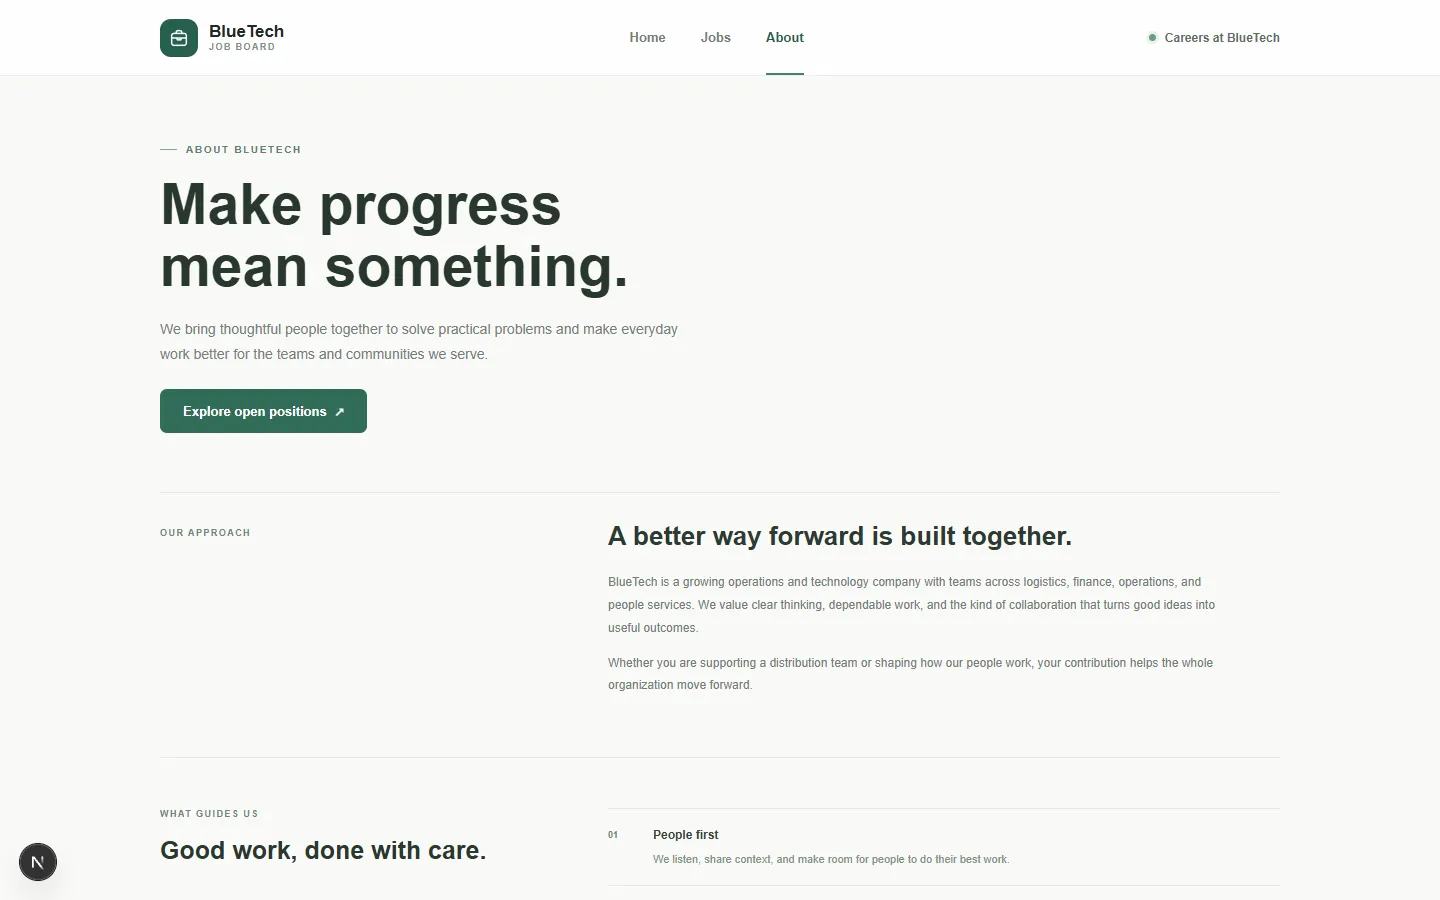 BlueTech
JOB BOARD
Home
Jobs
About
Careers at BlueTech
ABOUT BLUETECH
Make progress
mean something.
We bring thoughtful people together to solve practical problems and make everyday
work better for the teams and communities we serve.
Explore open positions ↗
OUR APPROACH
A better way forward is built together.
BlueTech is a growing operations and technology company with teams across logistics, finance, operations, and
people services. We value clear thinking, dependable work, and the kind of collaboration that turns good ideas into
useful outcomes.
Whether you are supporting a distribution team or shaping how our people work, your contribution helps the whole
organization move forward.
WHAT GUIDES US
Good work, done with care.
01
People first
We listen, share context, and make room for people to do their best work.
N